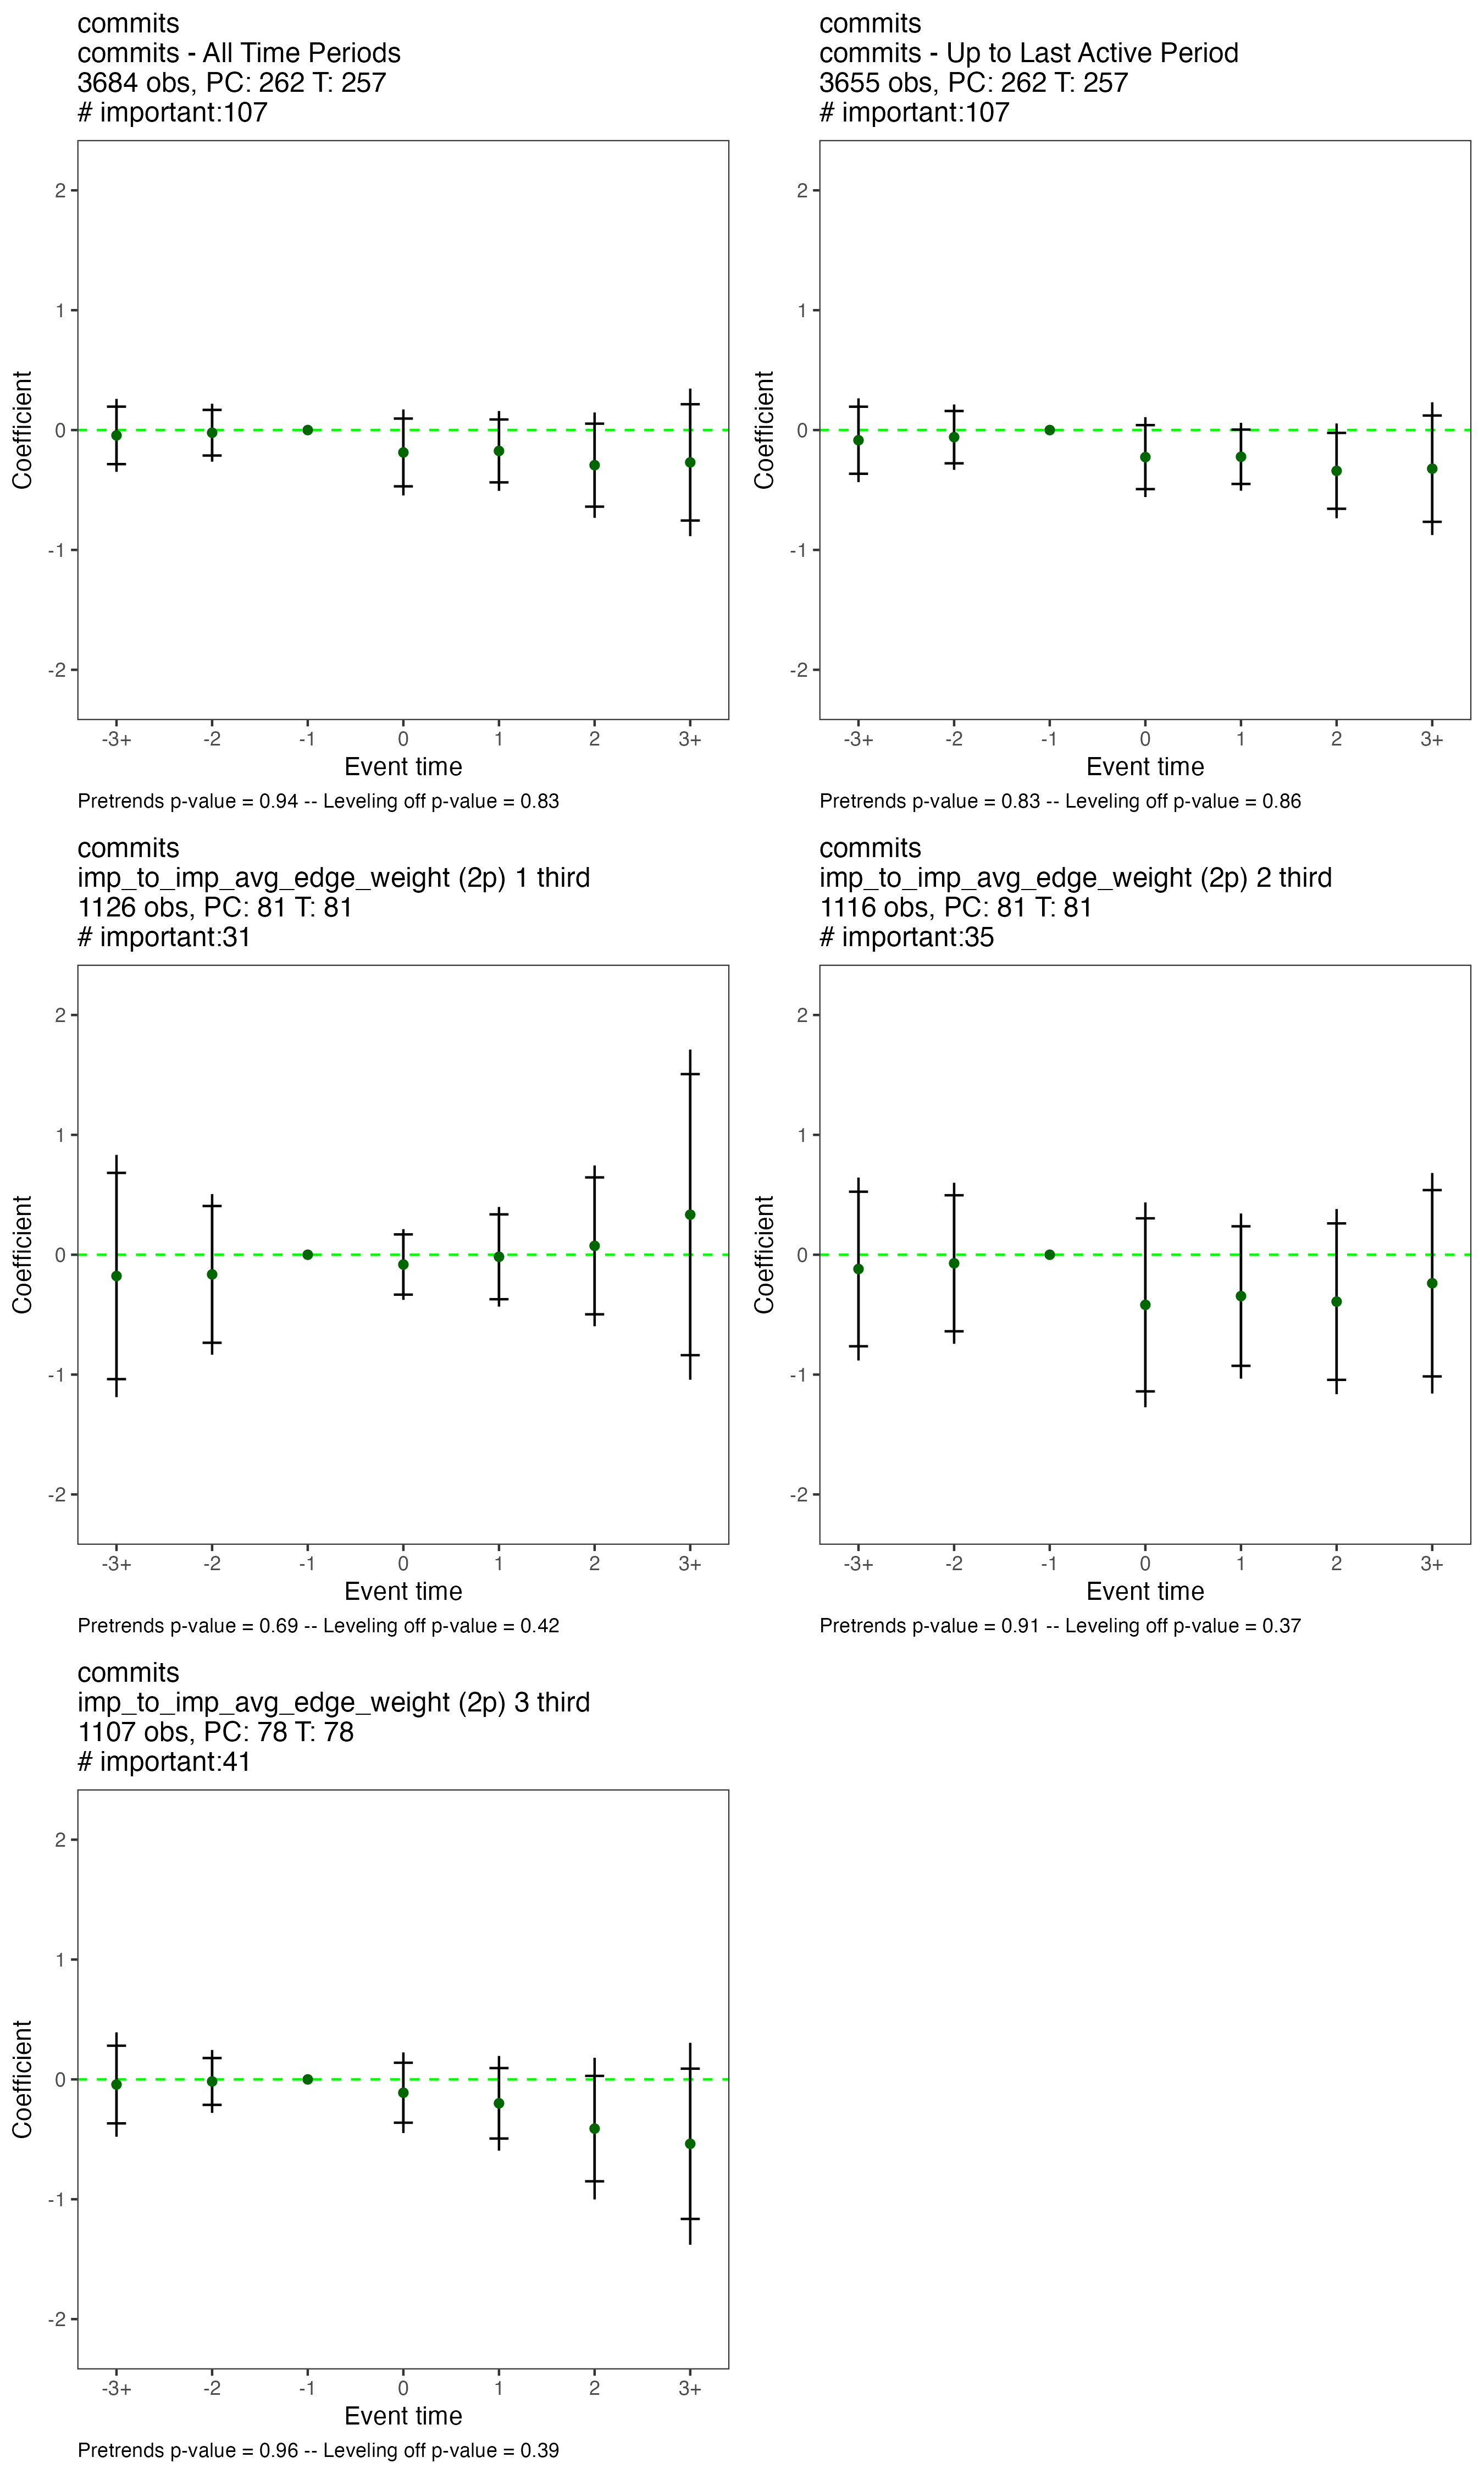 commits
commits - All Time Periods
3684 obs, PC: 262 T: 257
# important:107
Coefficient
2
1
0
-1
-2
-3+
-2
-1
0
1
2
3+
Event time
Pretrends p-value = 0.94 -- Leveling off p-value = 0.83
commits
commits - Up to Last Active Period
3655 obs, PC: 262 T: 257
# important:107
Coefficient
2
1
0
-1
-2
-3+
-2
-1
0
1
2
3+
Event time
Pretrends p-value = 0.83 -- Leveling off p-value = 0.86
commits
imp_to_imp_avg_edge_weight (2p) 1 third
1126 obs, PC: 81 T: 81
# important:31
Coefficient
2
1
0
-1
-2
-3+
-2
-1
0
1
2
3+
Event time
Pretrends p-value = 0.69 -- Leveling off p-value = 0.42
commits
imp_to_imp_avg_edge_weight (2p) 2 third
1116 obs, PC: 81 T: 81
# important:35
Coefficient
2
1
0
-1
-2
-3+
-2
-1
0
1
2
3+
Event time
Pretrends p-value = 0.91 -- Leveling off p-value = 0.37
commits
imp_to_imp_avg_edge_weight (2p) 3 third
1107 obs, PC: 78 T: 78
# important:41
Coefficient
2
1
0
-1
-2
-3+
-2
-1
0
1
2
3+
Event time
Pretrends p-value = 0.96 -- Leveling off p-value = 0.39